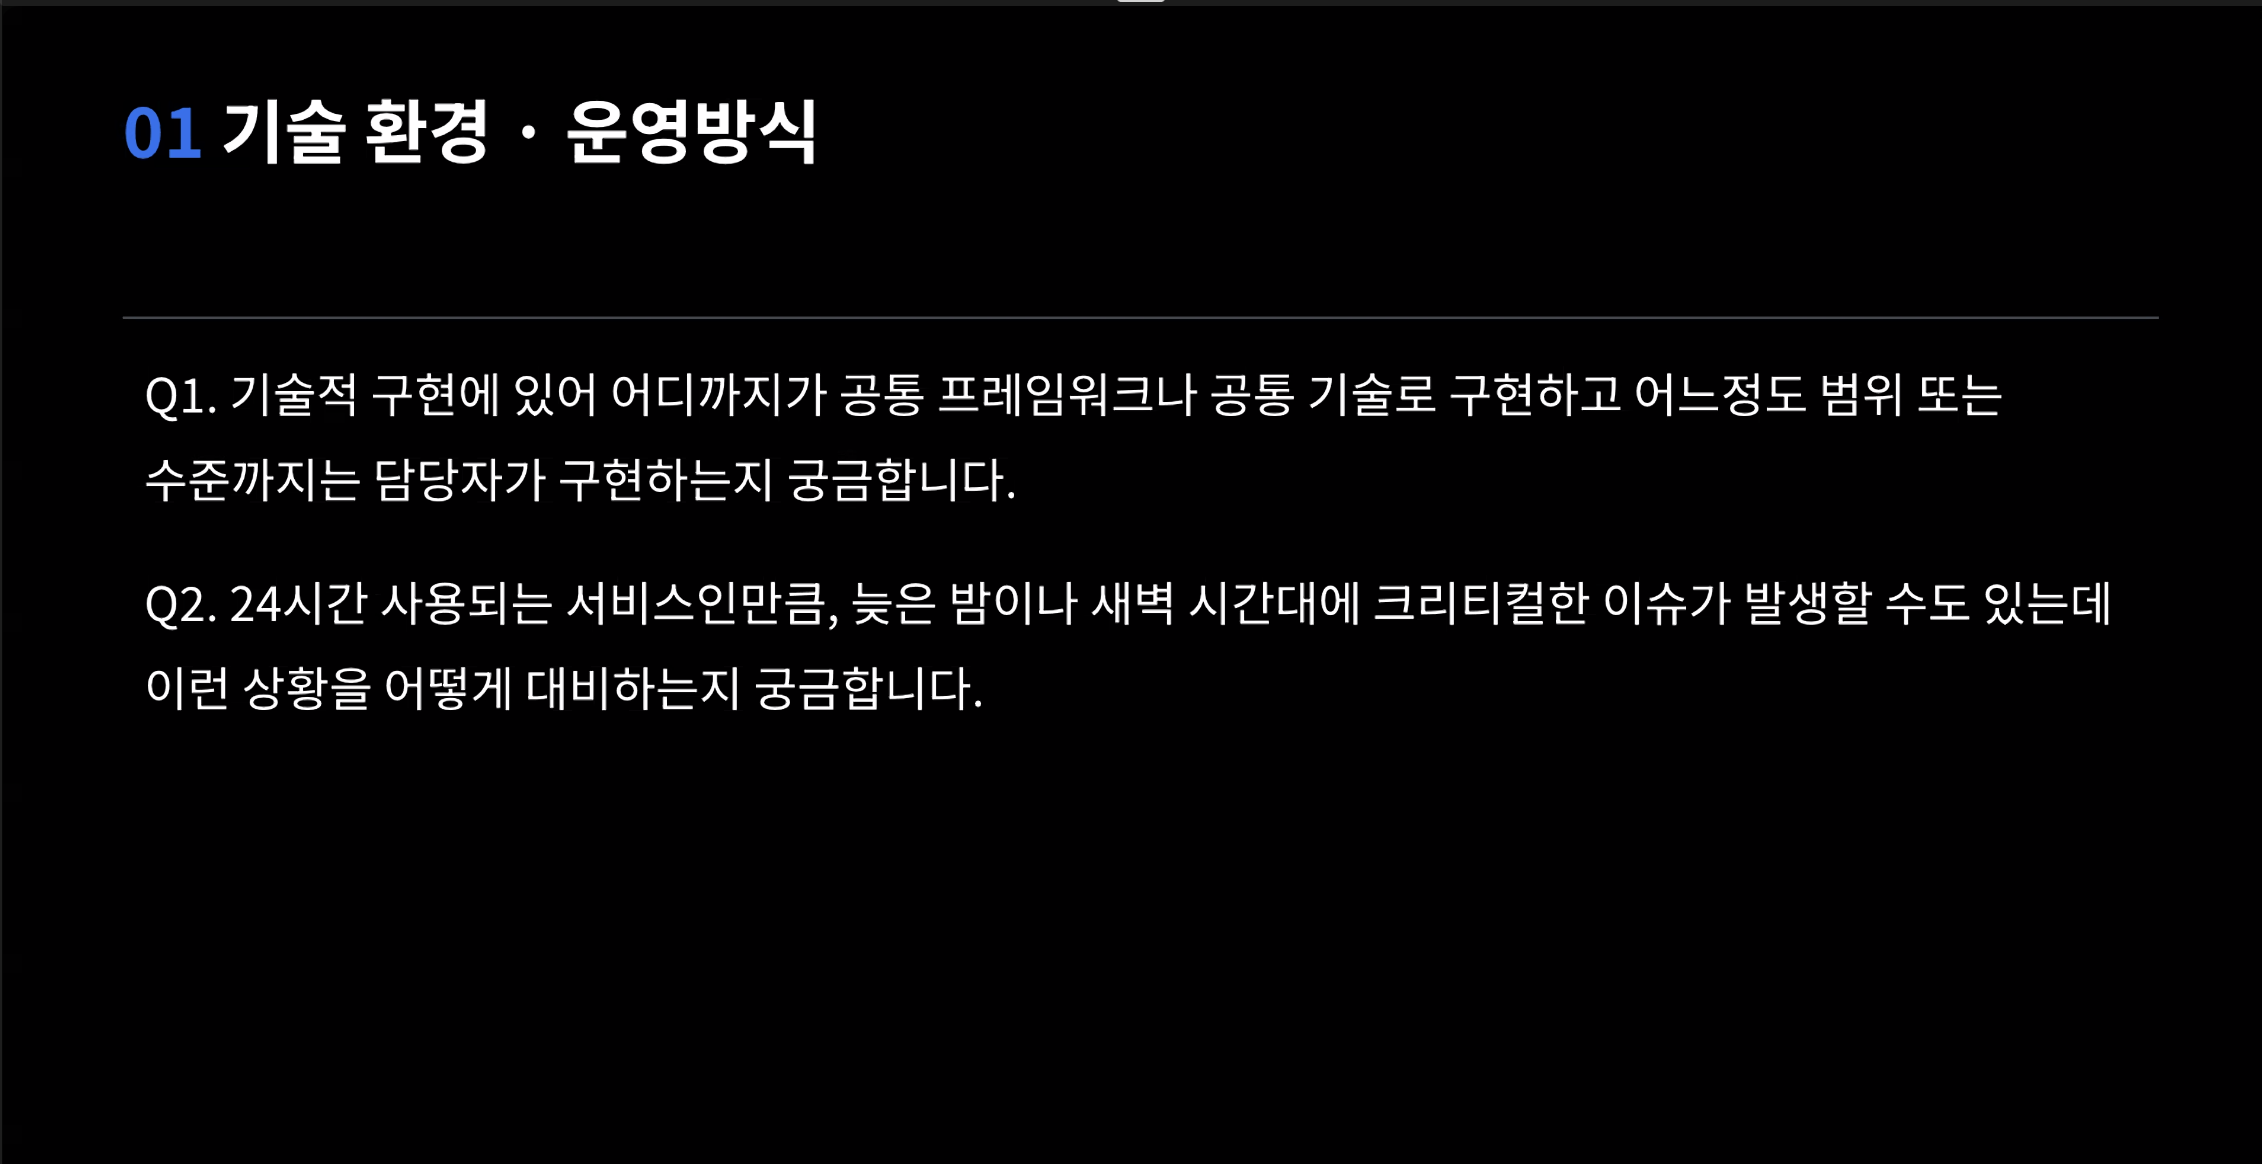 01 기술 환경 · 운영방식
Q1. 기술적 구현에 있어 어디까지가 공통 프레임워크나 공통 기술로 구현하고 어느정도 범위 또는
수준까지는 담당자가 구현하는지 궁금합니다.
Q2. 24시간 사용되는 서비스인만큼, 늦은 밤이나 새벽 시간대에 크리티컬한 이슈가 발생할 수도 있는데
이런 상황을 어떻게 대비하는지 궁금합니다.